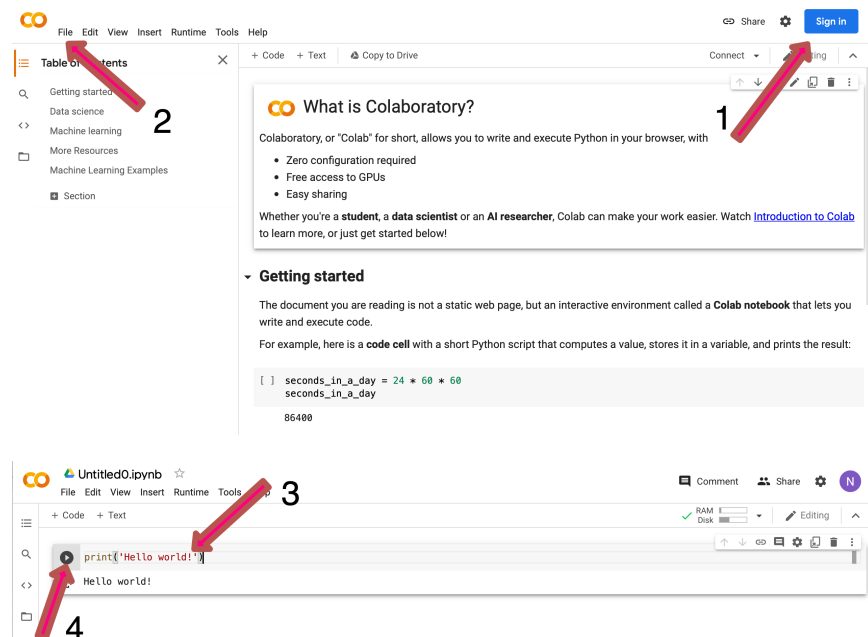 File Edit View Insert Runtime Tools Help
Share
Sign in
+ Code + Text Copy to Drive
Connect
Getting started
Data science
Machine learning
More Resources
Machine Learning Examples
Section
2
1
What is Colaboratory?
Colaboratory, or "Colab" for short, allows you to write and execute Python in your browser, with
• Zero configuration required
• Free access to GPUs
• Easy sharing
Whether you're a student, a data scientist or an AI researcher, Colab can make your work easier. Watch Introduction to Colab
to learn more, or just get started below!
Getting started
The document you are reading is not a static web page, but an interactive environment called a Colab notebook that lets you
write and execute code.
For example, here is a code cell with a short Python script that computes a value, stores it in a variable, and prints the result:
[ ] seconds_in_a_day = 24 * 60 * 60
seconds_in_a_day
86400
Untitled0.ipynb
File Edit View Insert Runtime Tools
3
Comment Share N
+ Code + Text
RAM
Disk
Editing
print('Hello world!')
Hello world!
4